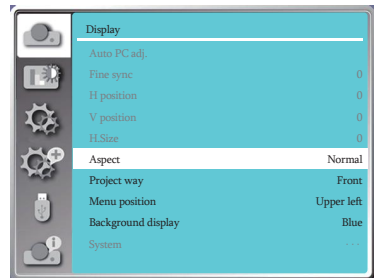 Display
Auto PC adj.
Fine sync 0
H position 0
V position 0
H.Size 0
Aspect Normal
Project way Front
Menu position Upper left
Background display Blue
System ---